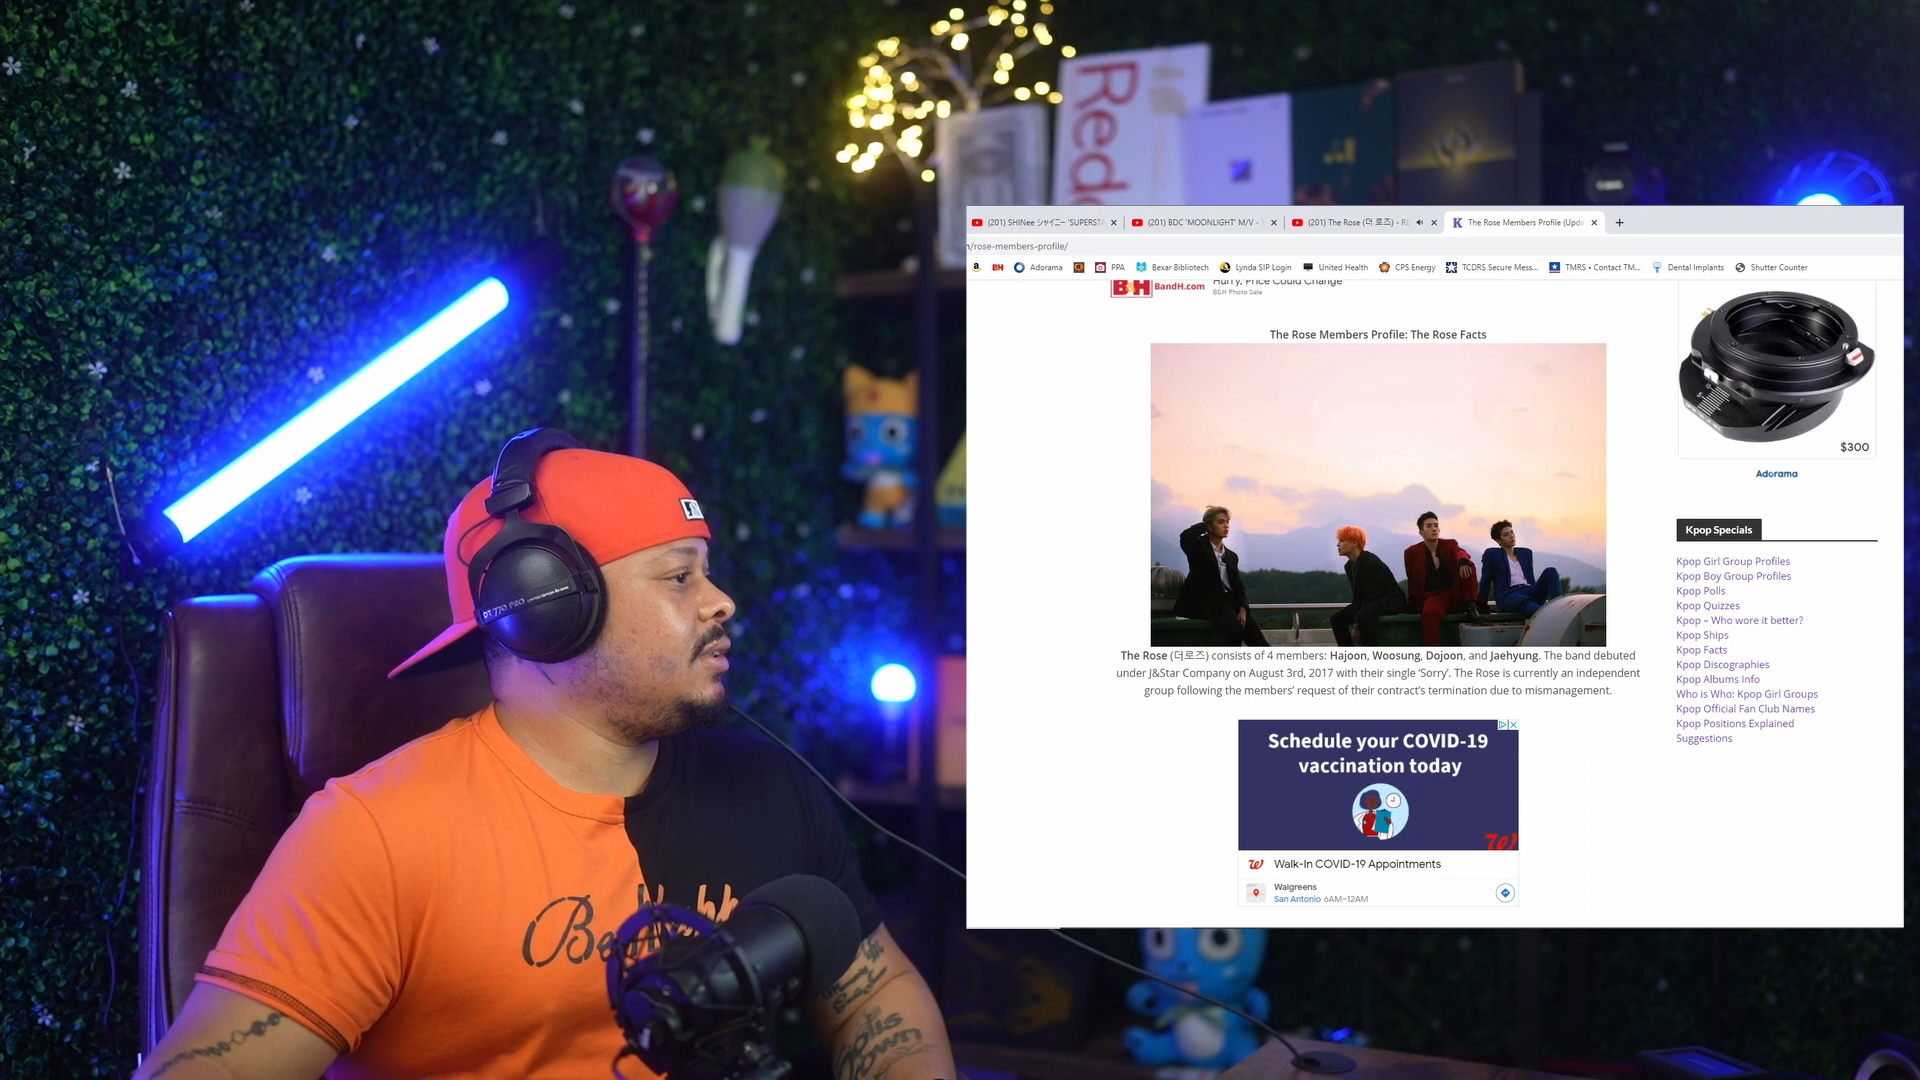 Red
(201) SHINee シャイニー 'SUPERSTA
(201) BDC 'MOONLIGHT' M/V -
(201) The Rose (더 로즈) - RE
The Rose Members Profile (Upda
/rose-members-profile/
BH
Adorama
PPA
Bexar Bibliotech
Lynda SIP Login
United Health
CPS Energy
TCDRS Secure Mess...
TMRS • Contact TM...
Dental Implants
Shutter Counter
B&H BandH.com
Hurry, Price Could Change
B&H Photo Sale
The Rose Members Profile: The Rose Facts
The Rose (더로즈) consists of 4 members: Hajoon, Woosung, Dojoon, and Jaehyung. The band debuted
under J&Star Company on August 3rd, 2017 with their single ‘Sorry’. The Rose is currently an independent
group following the members’ request of their contract’s termination due to mismanagement.
Schedule your COVID-19
vaccination today
Walk-In COVID-19 Appointments
Walgreens
San Antonio 6AM–12AM
$300
Adorama
Kpop Specials
Kpop Girl Group Profiles
Kpop Boy Group Profiles
Kpop Polls
Kpop Quizzes
Kpop – Who wore it better?
Kpop Ships
Kpop Facts
Kpop Discographies
Kpop Albums Info
Who is Who: Kpop Girl Groups
Kpop Official Fan Club Names
Kpop Positions Explained
Suggestions
DT 770 PRO